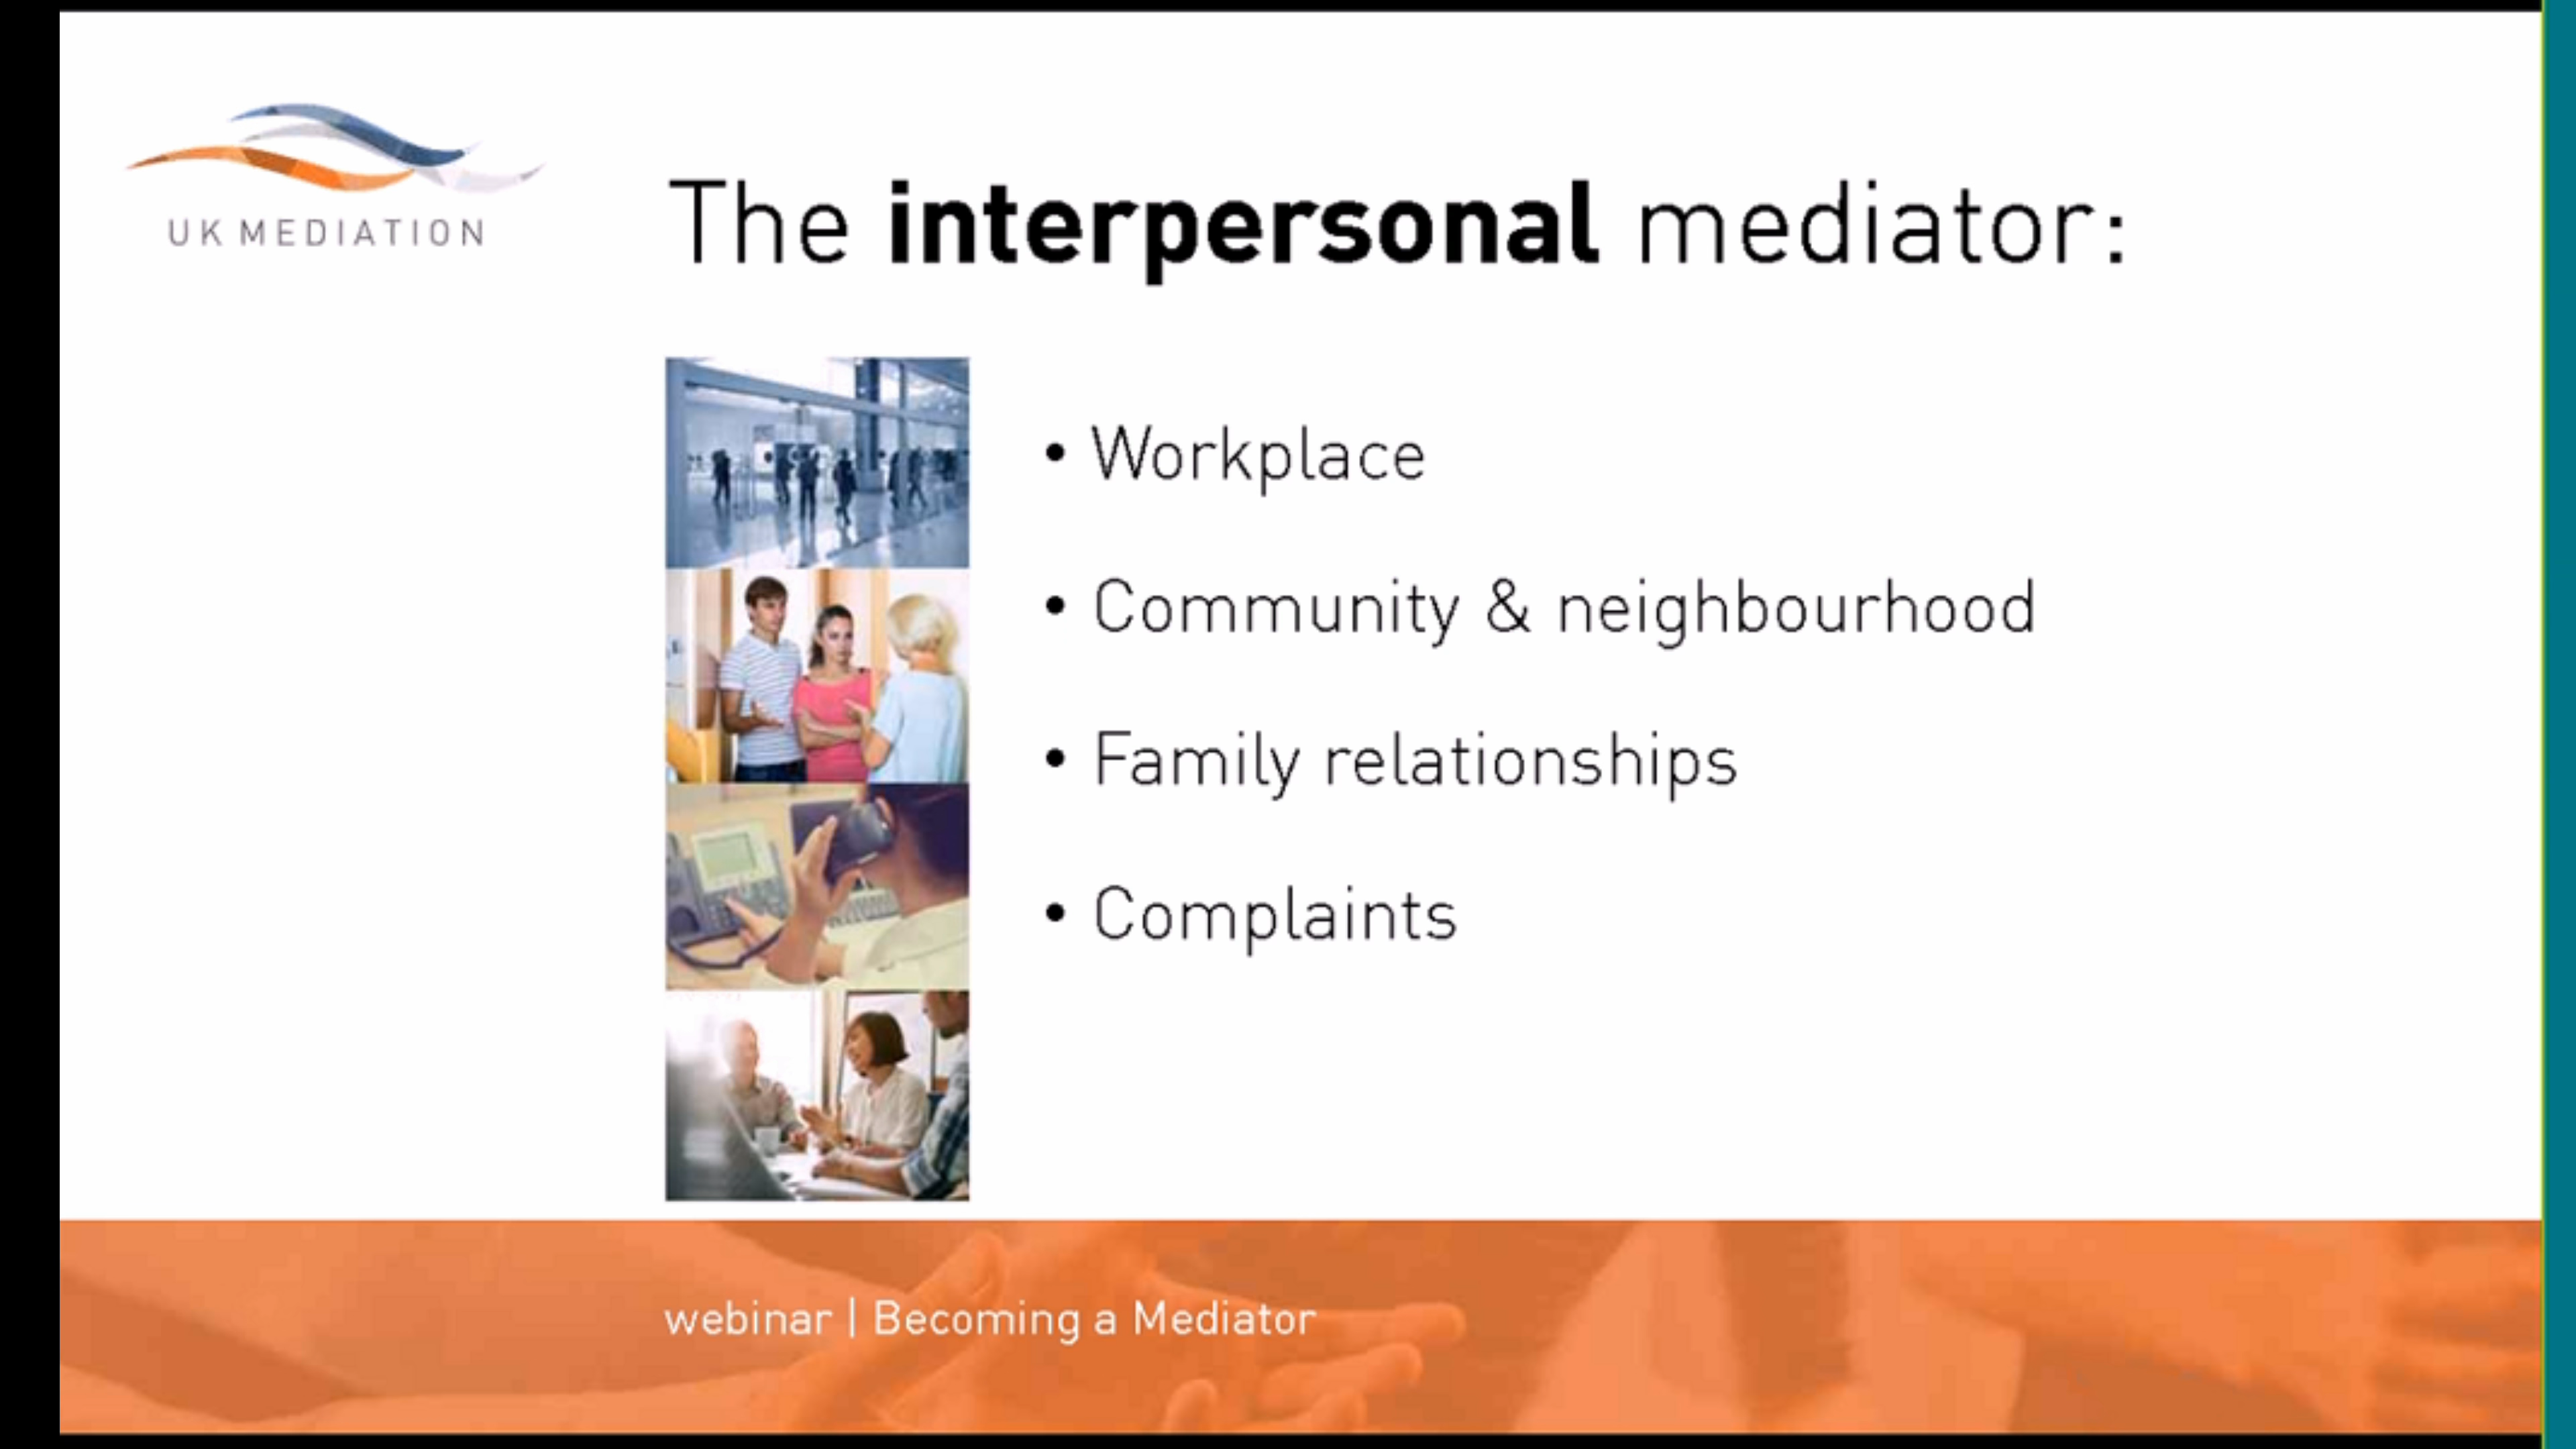 UK MEDIATION
The interpersonal mediator:
• Workplace
• Community & neighbourhood
• Family relationships
• Complaints
webinar | Becoming a Mediator